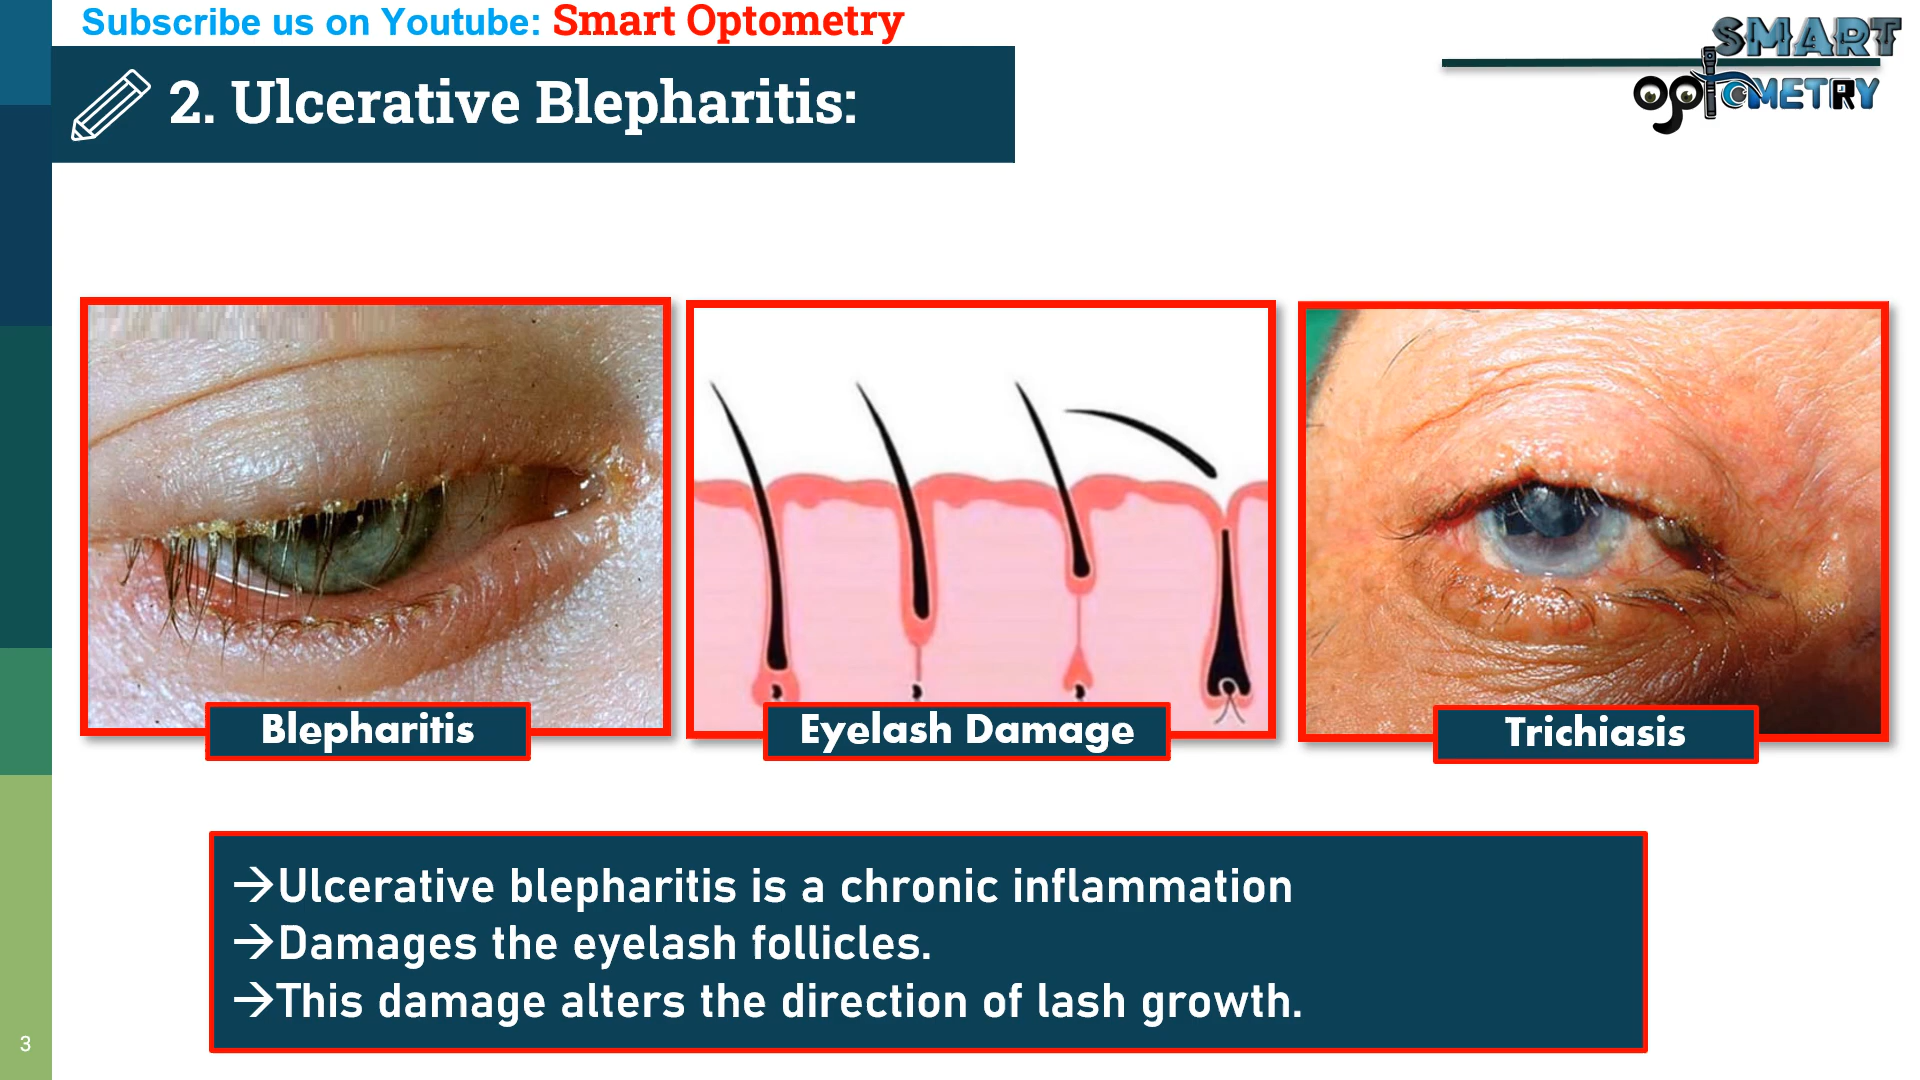 Subscribe us on Youtube: Smart Optometry
SMART
OPTOMETRY
2. Ulcerative Blepharitis:
Blepharitis
Eyelash Damage
Trichiasis
→Ulcerative blepharitis is a chronic inflammation
→Damages the eyelash follicles.
→This damage alters the direction of lash growth.
3